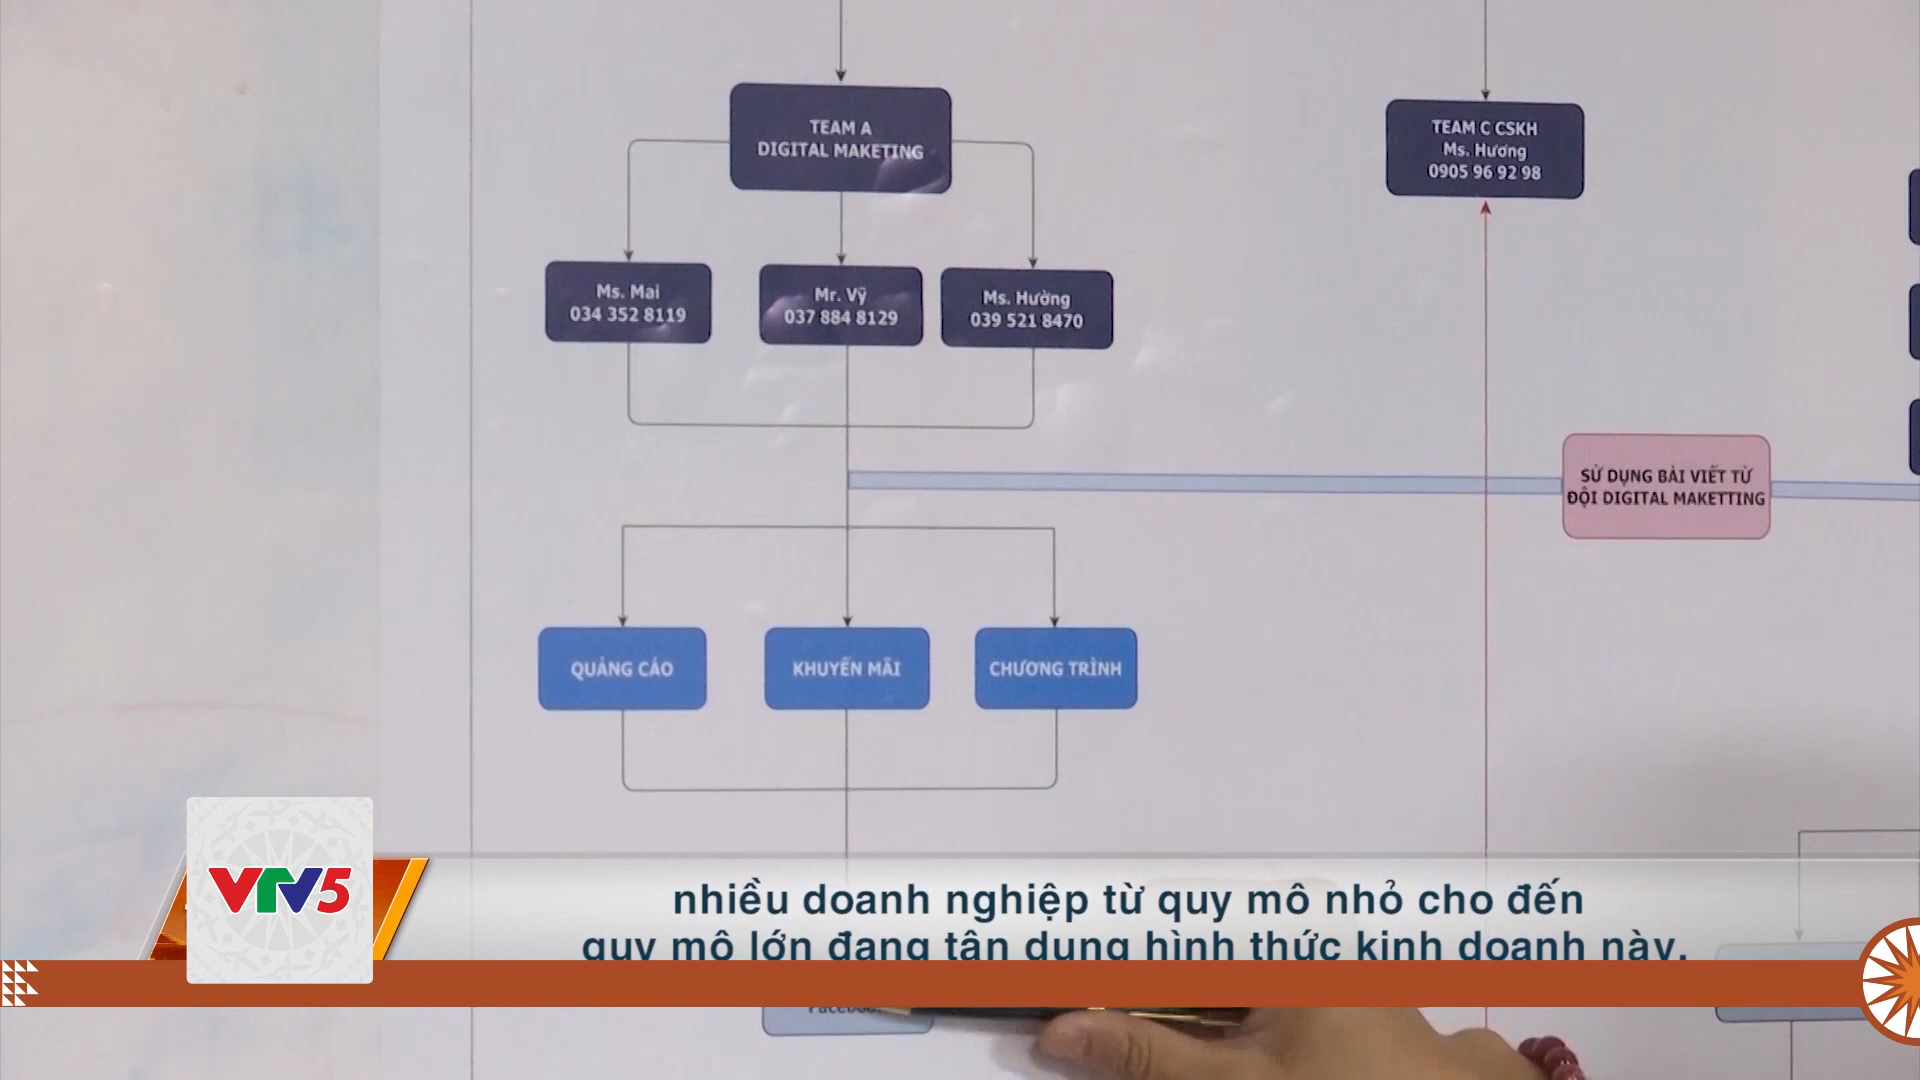 TEAM A
DIGITAL MAKETING
TEAM C CSKH
Ms. Hương
0905 96 92 98
Ms. Mai
034 352 8119
Mr. Vỹ
037 884 8129
Ms. Hường
039 521 8470
SỬ DỤNG BÀI VIẾT TỪ
ĐỘI DIGITAL MAKETTING
QUẢNG CÁO
KHUYẾN MÃI
CHƯƠNG TRÌNH
VTV5
nhiều doanh nghiệp từ quy mô nhỏ cho đến
quy mô lớn đang tận dụng hình thức kinh doanh này.